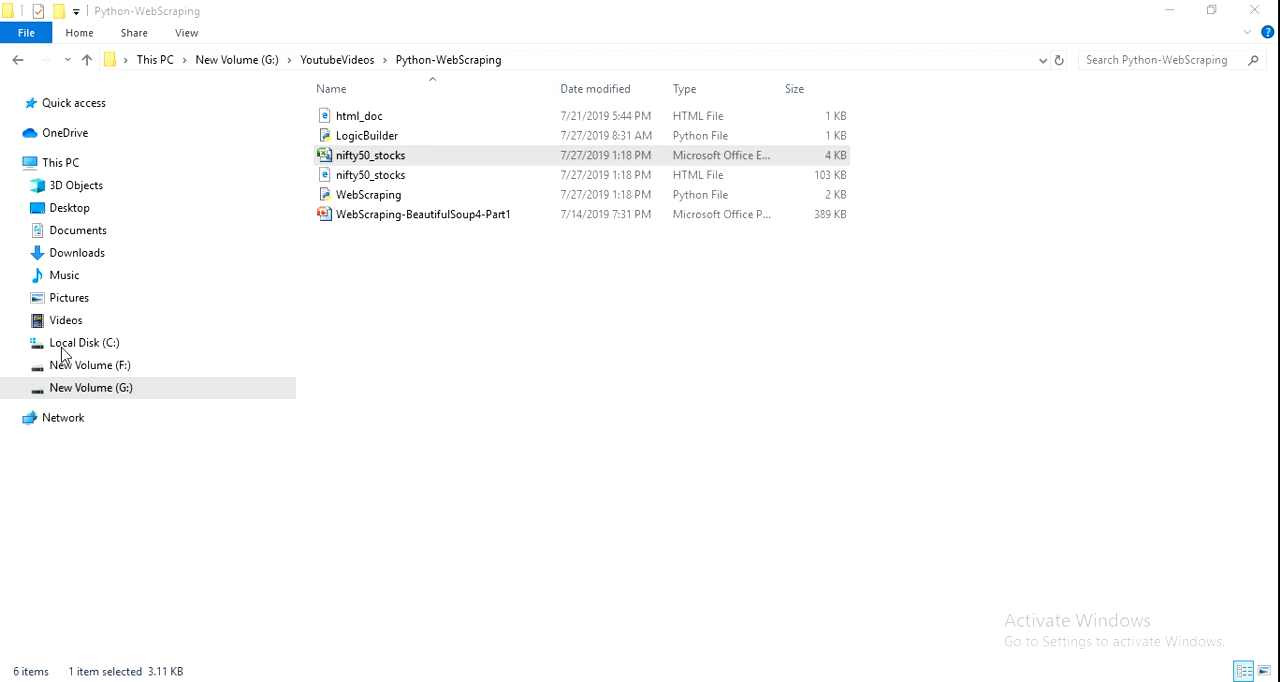 Python-WebScraping
File Home Share View
This PC New Volume (G:) YoutubeVideos Python-WebScraping Search Python-WebScraping
Name Date modified Type Size
Quick access
OneDrive
This PC
3D Objects
Desktop
Documents
Downloads
Music
Pictures
Videos
Local Disk (C:)
New Volume (F:)
New Volume (G:)
Network
html_doc 7/21/2019 5:44 PM HTML File 1 KB
LogicBuilder 7/27/2019 8:31 AM Python File 1 KB
nifty50_stocks 7/27/2019 1:18 PM Microsoft Office E... 4 KB
nifty50_stocks 7/27/2019 1:18 PM HTML File 103 KB
WebScraping 7/27/2019 1:18 PM Python File 2 KB
WebScraping-BeautifulSoup4-Part1 7/14/2019 7:31 PM Microsoft Office P... 389 KB
Activate Windows
Go to Settings to activate Windows.
6 items 1 item selected 3.11 KB